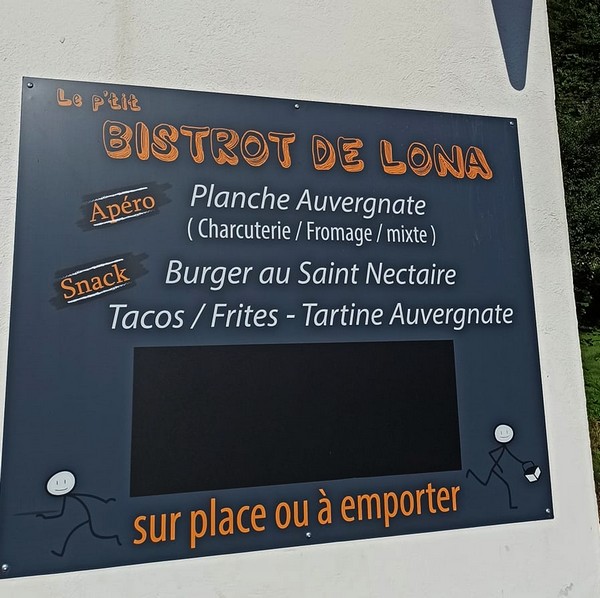 Le p'tit
BISTROT DE LONA
Apéro Planche Auvergnate
( Charcuterie / Fromage / mixte )
Snack Burger au Saint Nectaire
Tacos / Frites - Tartine Auvergnate
sur place ou à emporter